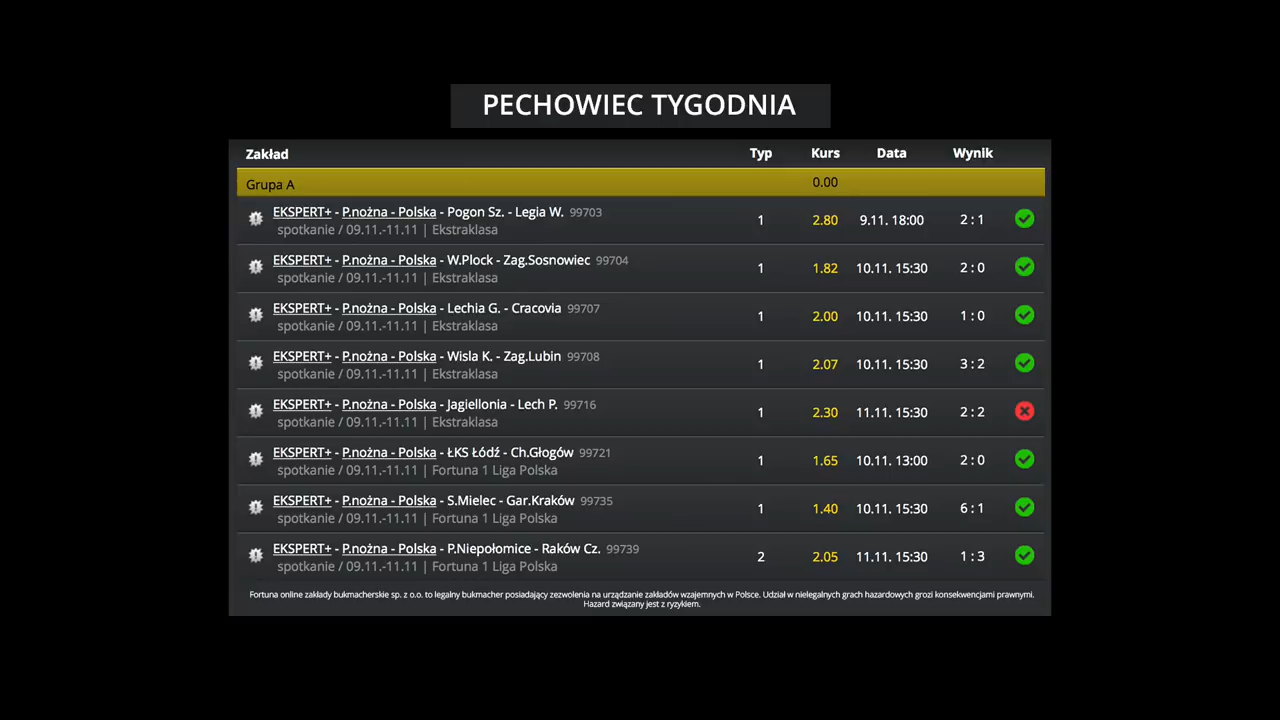 PECHOWIEC TYGODNIA
Zakład Typ Kurs Data Wynik
Grupa A 0.00
EKSPERT+ - P.nożna - Polska - Pogon Sz. - Legia W. 99703 1 2.80 9.11. 18:00 2 : 1
spotkanie / 09.11.-11.11 | Ekstraklasa
EKSPERT+ - P.nożna - Polska - W.Plock - Zag.Sosnowiec 99704 1 1.82 10.11. 15:30 2 : 0
spotkanie / 09.11.-11.11 | Ekstraklasa
EKSPERT+ - P.nożna - Polska - Lechia G. - Cracovia 99707 1 2.00 10.11. 15:30 1 : 0
spotkanie / 09.11.-11.11 | Ekstraklasa
EKSPERT+ - P.nożna - Polska - Wisla K. - Zag.Lubin 99708 1 2.07 10.11. 15:30 3 : 2
spotkanie / 09.11.-11.11 | Ekstraklasa
EKSPERT+ - P.nożna - Polska - Jagiellonia - Lech P. 99716 1 2.30 11.11. 15:30 2 : 2
spotkanie / 09.11.-11.11 | Ekstraklasa
EKSPERT+ - P.nożna - Polska - ŁKS Łódź - Ch.Głogów 99721 1 1.65 10.11. 13:00 2 : 0
spotkanie / 09.11.-11.11 | Fortuna 1 Liga Polska
EKSPERT+ - P.nożna - Polska - S.Mielec - Gar.Kraków 99735 1 1.40 10.11. 15:30 6 : 1
spotkanie / 09.11.-11.11 | Fortuna 1 Liga Polska
EKSPERT+ - P.nożna - Polska - P.Niepołomice - Raków Cz. 99739 2 2.05 11.11. 15:30 1 : 3
spotkanie / 09.11.-11.11 | Fortuna 1 Liga Polska
Fortuna online zakłady bukmacherskie sp. z o.o. to legalny bukmacher posiadający zezwolenia na urządzanie zakładów wzajemnych w Polsce. Udział w nielegalnych grach hazardowych grozi konsekwencjami prawnymi.
Hazard związany jest z ryzykiem.